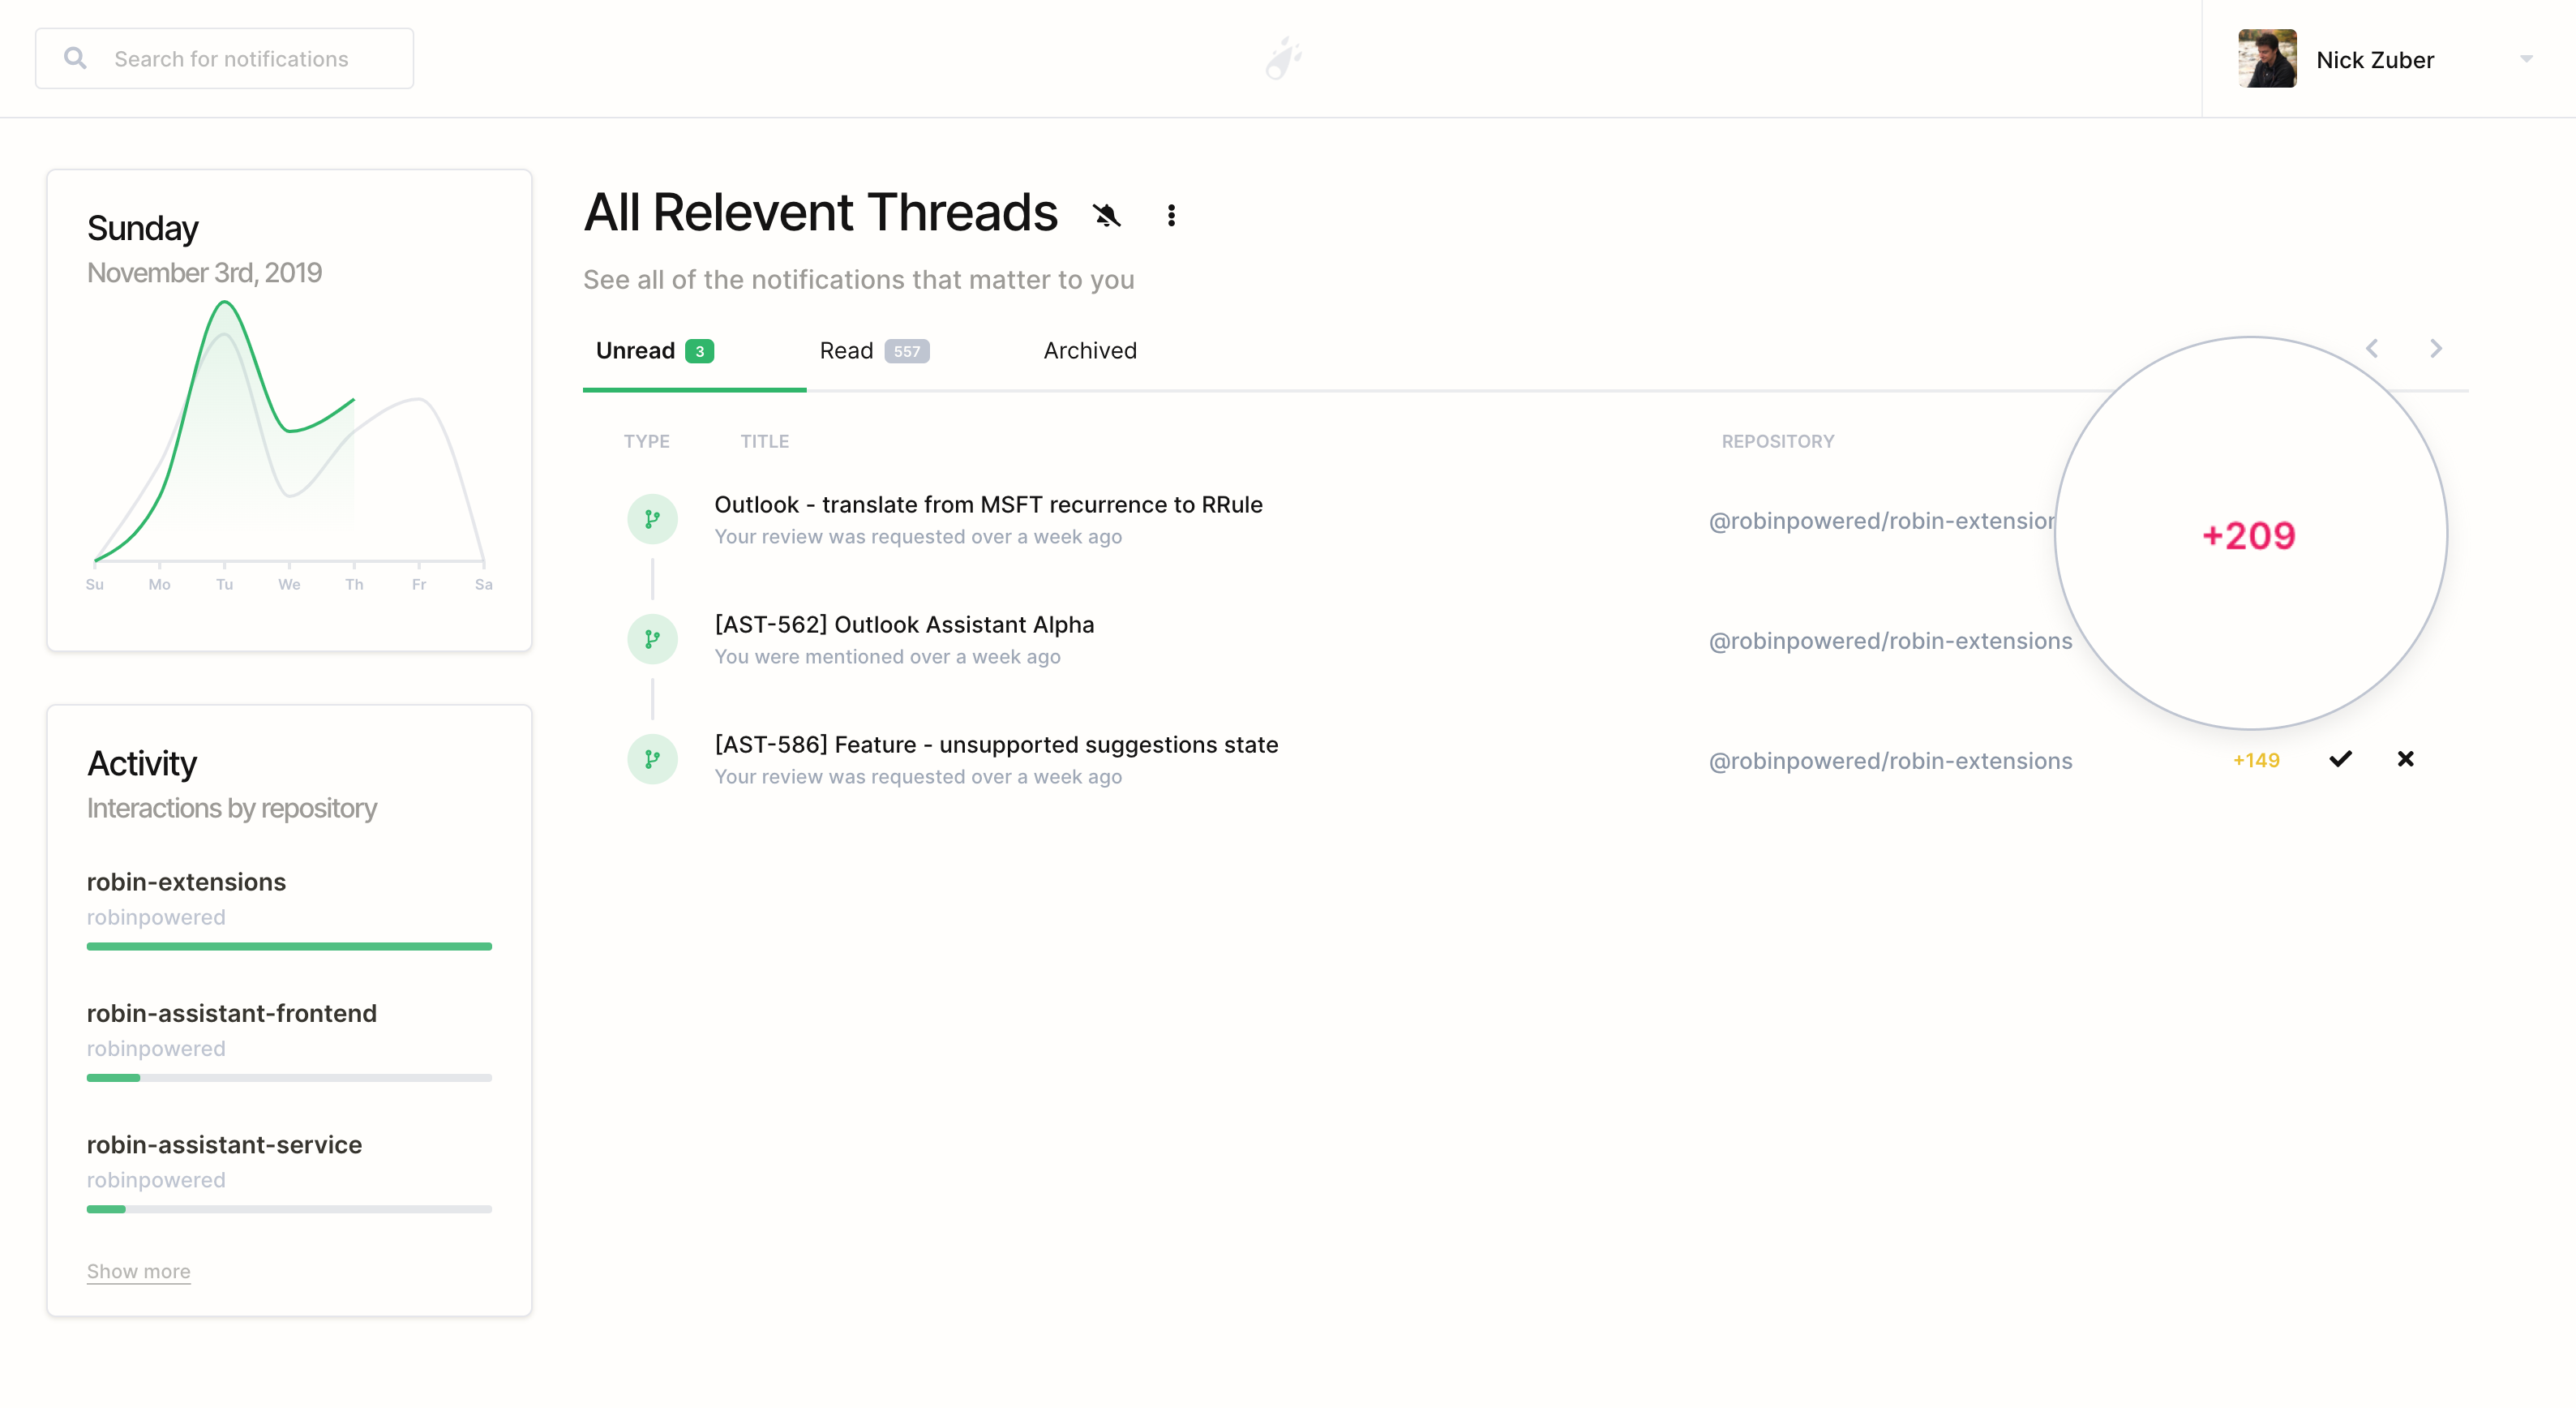 Search for notifications
Nick Zuber
Sunday
November 3rd, 2019
Su Mo Tu We Th Fr Sa
Activity
Interactions by repository
robin-extensions
robinpowered
robin-assistant-frontend
robinpowered
robin-assistant-service
robinpowered
Show more
All Relevent Threads
See all of the notifications that matter to you
Unread 3 Read 557 Archived
TYPE TITLE REPOSITORY
Outlook - translate from MSFT recurrence to RRule
Your review was requested over a week ago
@robinpowered/robin-extension
+209
[AST-562] Outlook Assistant Alpha
You were mentioned over a week ago
@robinpowered/robin-extensions
[AST-586] Feature - unsupported suggestions state
Your review was requested over a week ago
@robinpowered/robin-extensions +149